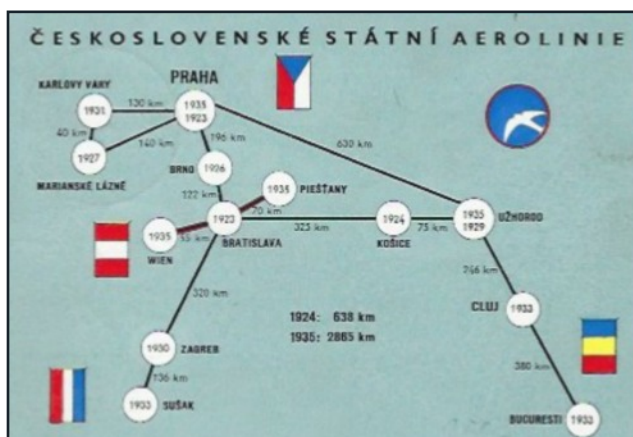 ČESKOSLOVENSKÉ STÁTNÍ AEROLINIE
PRAHA
KARLOVY VARY
1931
130 km
1935
1923
40 km
140 km
1927
MARIANSKÉ LÁZNĚ
196 km
630 km
BRNO
1926
122 km
1935
PIEŠŤANY
70 km
1923
BRATISLAVA
1935
WIEN
55 km
325 km
1924
KOŠICE
75 km
1935
1929
UŽHOROD
320 km
246 km
CLUJ
1933
1924: 638 km
1935: 2865 km
1930
ZAGREB
136 km
1933
SUŠAK
380 km
BUCURESTI
1933